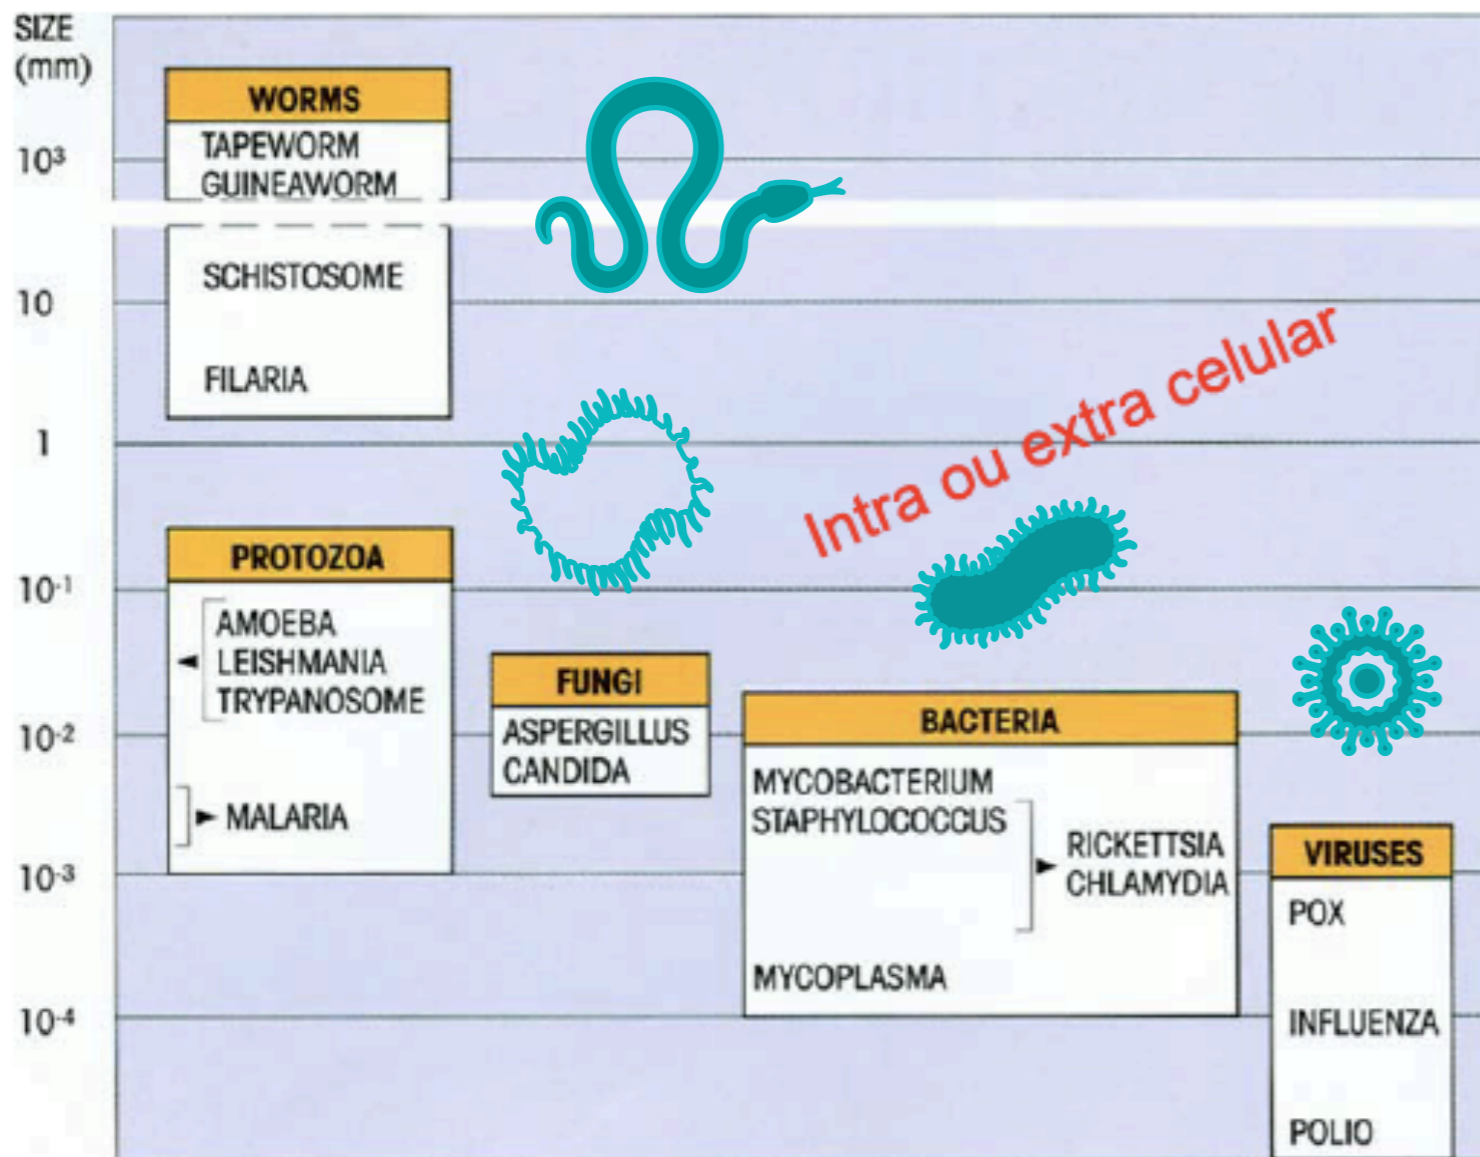 SIZE
(mm)
10³
10
1
10⁻¹
10⁻²
10⁻³
10⁻⁴
WORMS
TAPEWORM
GUINEAWORM
SCHISTOSOME
FILARIA
Intra ou extra celular
PROTOZOA
AMOEBA
LEISHMANIA
TRYPANOSOME
MALARIA
FUNGI
ASPERGILLUS
CANDIDA
BACTERIA
MYCOBACTERIUM
STAPHYLOCOCCUS
RICKETTSIA
CHLAMYDIA
MYCOPLASMA
VIRUSES
POX
INFLUENZA
POLIO